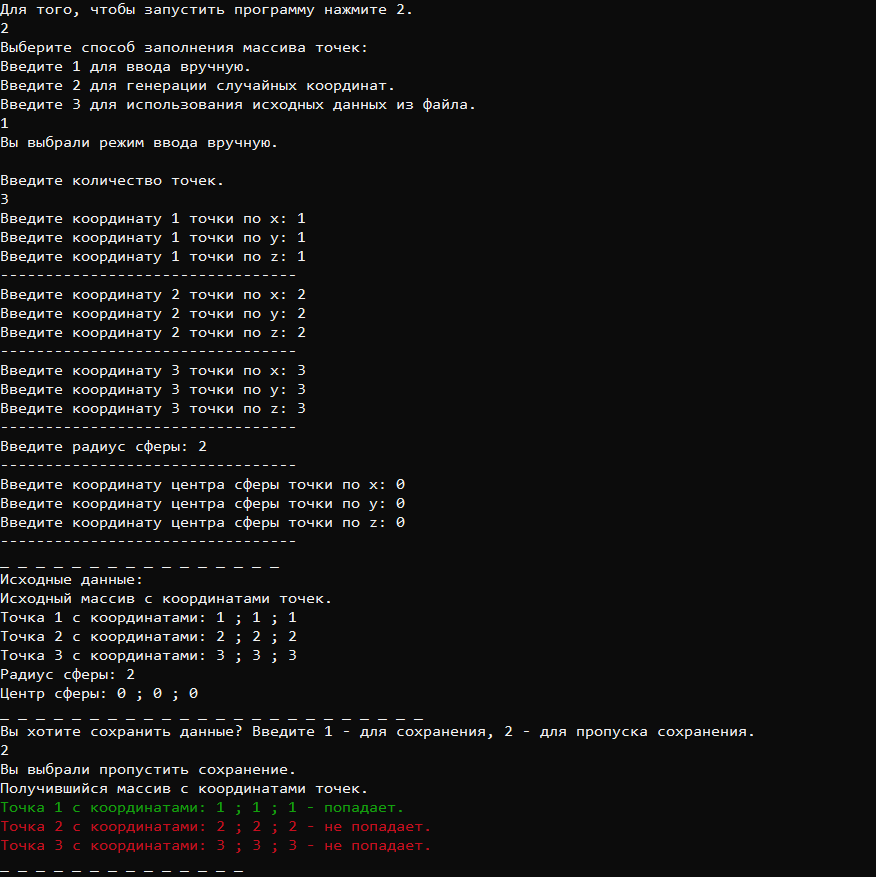 Для того, чтобы запустить программу нажмите 2.
2
Выберите способ заполнения массива точек:
Введите 1 для ввода вручную.
Введите 2 для генерации случайных координат.
Введите 3 для использования исходных данных из файла.
1
Вы выбрали режим ввода вручную.
Введите количество точек.
3
Введите координату 1 точки по x: 1
Введите координату 1 точки по y: 1
Введите координату 1 точки по z: 1
---------------------------------
Введите координату 2 точки по x: 2
Введите координату 2 точки по y: 2
Введите координату 2 точки по z: 2
---------------------------------
Введите координату 3 точки по x: 3
Введите координату 3 точки по y: 3
Введите координату 3 точки по z: 3
---------------------------------
Введите радиус сферы: 2
---------------------------------
Введите координату центра сферы точки по x: 0
Введите координату центра сферы точки по y: 0
Введите координату центра сферы точки по z: 0
---------------------------------
_ _ _ _ _ _ _ _ _ _ _ _ _ _ _ _
Исходные данные:
Исходный массив с координатами точек.
Точка 1 с координатами: 1 ; 1 ; 1
Точка 2 с координатами: 2 ; 2 ; 2
Точка 3 с координатами: 3 ; 3 ; 3
Радиус сферы: 2
Центр сферы: 0 ; 0 ; 0
_ _ _ _ _ _ _ _ _ _ _ _ _ _ _ _ _ _ _ _ _ _ _ _
Вы хотите сохранить данные? Введите 1 - для сохранения, 2 - для пропуска сохранения.
2
Вы выбрали пропустить сохранение.
Получившийся массив с координатами точек.
Точка 1 с координатами: 1 ; 1 ; 1 - попадает.
Точка 2 с координатами: 2 ; 2 ; 2 - не попадает.
Точка 3 с координатами: 3 ; 3 ; 3 - не попадает.
_ _ _ _ _ _ _ _ _ _ _ _ _ _